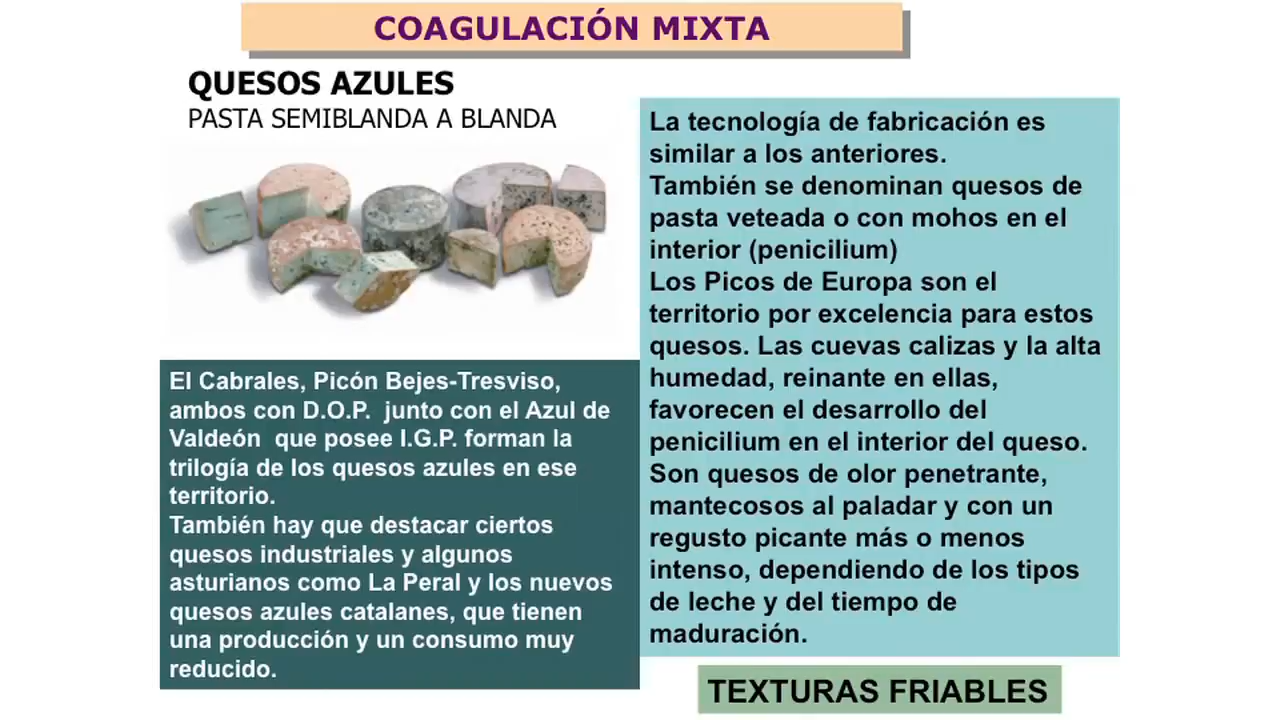 COAGULACIÓN MIXTA
QUESOS AZULES
PASTA SEMIBLANDA A BLANDA
La tecnología de fabricación es
similar a los anteriores.
También se denominan quesos de
pasta veteada o con mohos en el
interior (penicilium)
Los Picos de Europa son el
territorio por excelencia para estos
quesos. Las cuevas calizas y la alta
humedad, reinante en ellas,
favorecen el desarrollo del
penicilium en el interior del queso.
Son quesos de olor penetrante,
mantecosos al paladar y con un
regusto picante más o menos
intenso, dependiendo de los tipos
de leche y del tiempo de
maduración.
El Cabrales, Picón Bejes-Tresviso,
ambos con D.O.P. junto con el Azul de
Valdeón que posee I.G.P. forman la
trilogía de los quesos azules en ese
territorio.
También hay que destacar ciertos
quesos industriales y algunos
asturianos como La Peral y los nuevos
quesos azules catalanes, que tienen
una producción y un consumo muy
reducido.
TEXTURAS FRIABLES